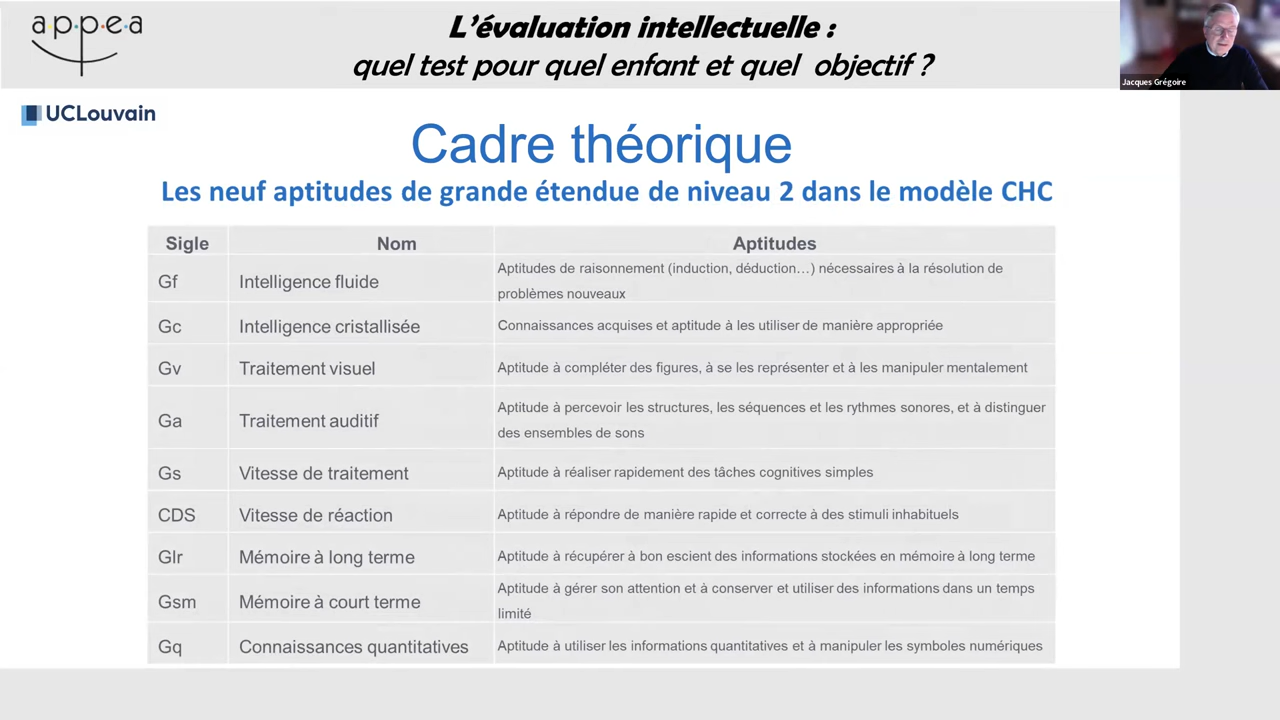 a·p·p·e·a
L'évaluation intellectuelle :
quel test pour quel enfant et quel objectif ?
Jacques Grégoire
UCLouvain
Cadre théorique
Les neuf aptitudes de grande étendue de niveau 2 dans le modèle CHC
Sigle Nom Aptitudes
Gf Intelligence fluide Aptitudes de raisonnement (induction, déduction…) nécessaires à la résolution de
problèmes nouveaux
Gc Intelligence cristallisée Connaissances acquises et aptitude à les utiliser de manière appropriée
Gv Traitement visuel Aptitude à compléter des figures, à se les représenter et à les manipuler mentalement
Ga Traitement auditif Aptitude à percevoir les structures, les séquences et les rythmes sonores, et à distinguer
des ensembles de sons
Gs Vitesse de traitement Aptitude à réaliser rapidement des tâches cognitives simples
CDS Vitesse de réaction Aptitude à répondre de manière rapide et correcte à des stimuli inhabituels
Glr Mémoire à long terme Aptitude à récupérer à bon escient des informations stockées en mémoire à long terme
Gsm Mémoire à court terme Aptitude à gérer son attention et à conserver et utiliser des informations dans un temps
limité
Gq Connaissances quantitatives Aptitude à utiliser les informations quantitatives et à manipuler les symboles numériques